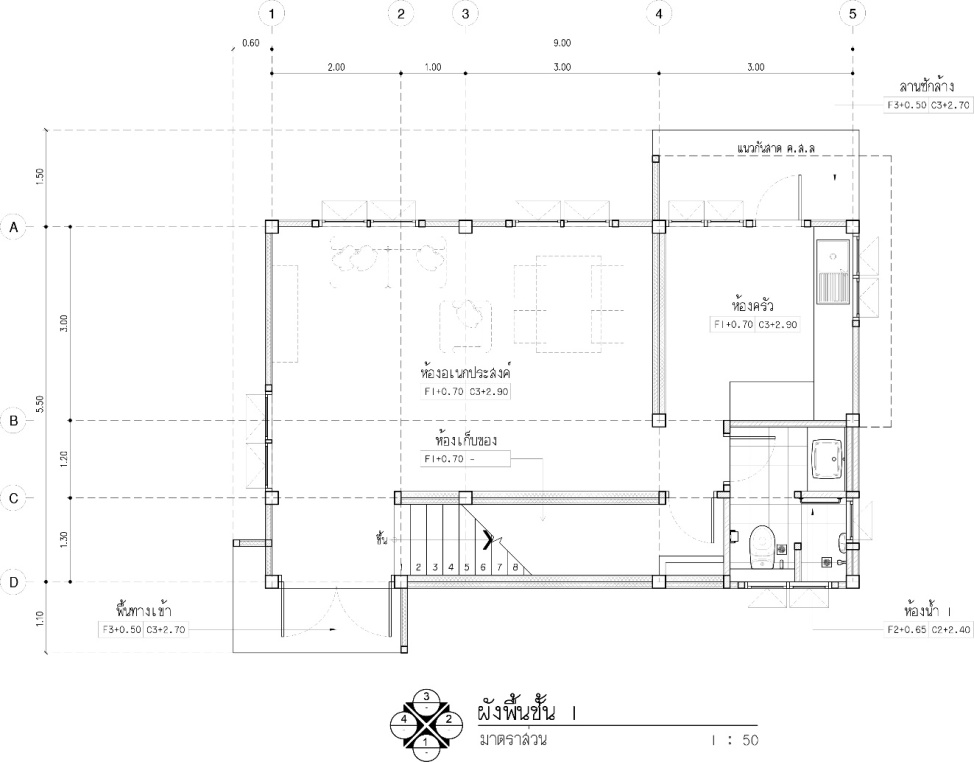 1 2 3 4 5
0.60 9.00
2.00 1.00 3.00 3.00
ลานซักล้าง
F3+0.50 C3+2.70
แนวกันสาด ค.ส.ล
1.50
A
3.00
ห้องครัว
F1+0.70 C3+2.90
ห้องอเนกประสงค์
F1+0.70 C3+2.90
5.50
B
ห้องเก็บของ
F1+0.70 -
1.20
C
1.30
1 2 3 4 5 6 7 8
D
พื้นทางเข้า
F3+0.50 C3+2.70
1.10
ห้องน้ำ 1
F2+0.65 C2+2.40
3
4 2
1
ผังพื้นชั้น 1
มาตราส่วน 1 : 50